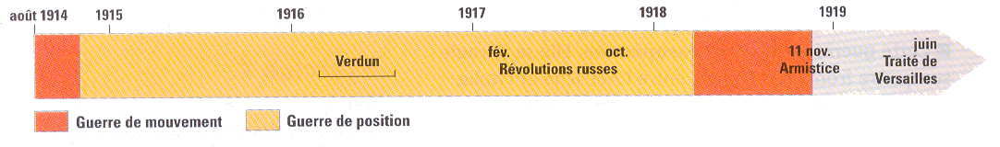 août 1914 1915 1916 1917 1918 1919
Verdun
fév. oct.
Révolutions russes
11 nov.
Armistice
juin
Traité de
Versailles
Guerre de mouvement Guerre de position